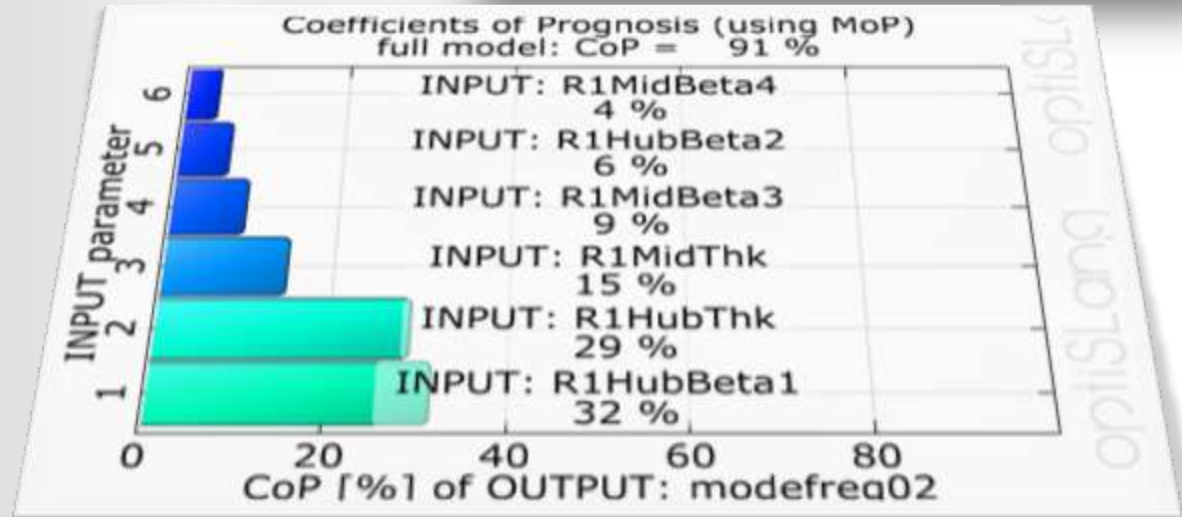 Coefficients of Prognosis (using MoP)
full model: CoP = 91 %
INPUT parameter
6
INPUT: R1MidBeta4
4 %
5
INPUT: R1HubBeta2
6 %
4
INPUT: R1MidBeta3
9 %
3
INPUT: R1MidThk
15 %
2
INPUT: R1HubThk
29 %
1
INPUT: R1HubBeta1
32 %
0 20 40 60 80
CoP [%] of OUTPUT: modefreq02
optiSLang